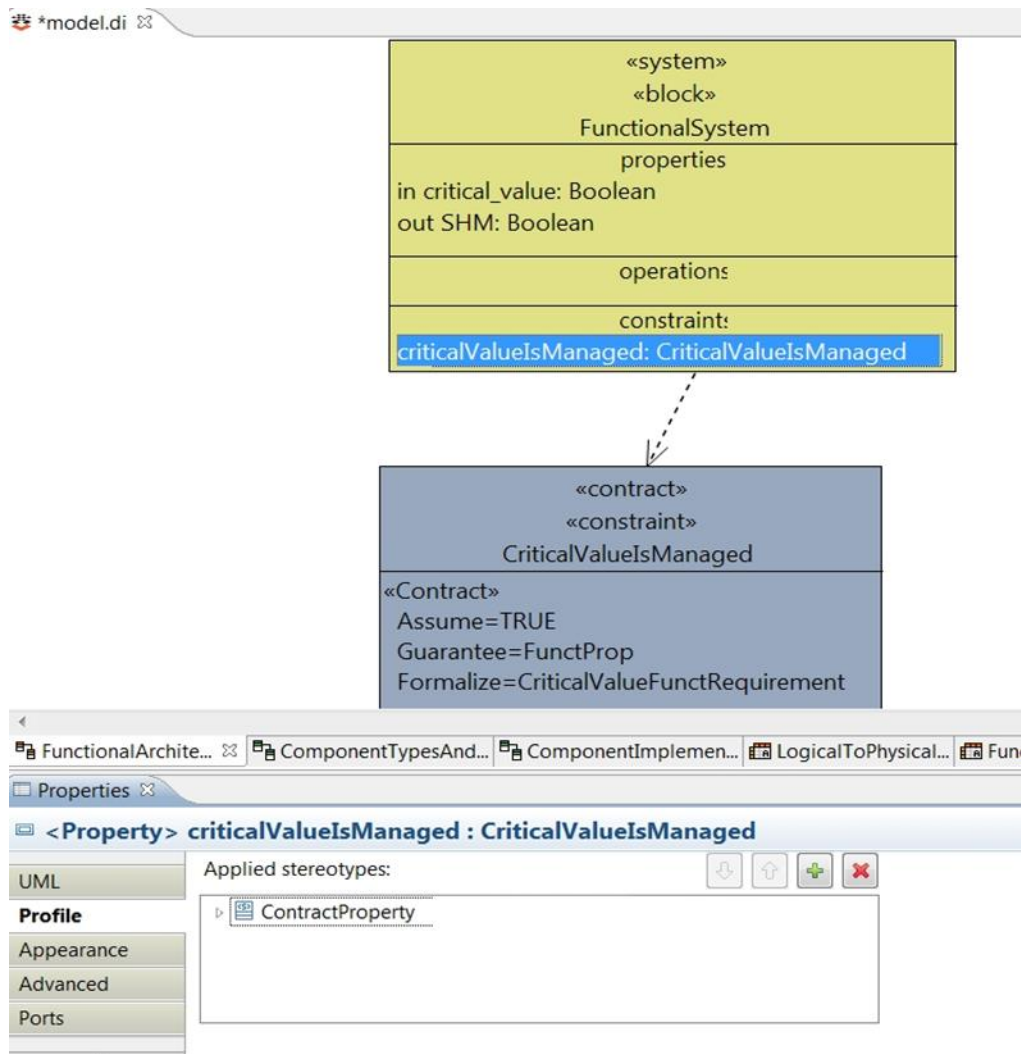 *model.di
«system»
«block»
FunctionalSystem
properties
in critical_value: Boolean
out SHM: Boolean
operations
constraints
criticalValueIsManaged: CriticalValueIsManaged
«contract»
«constraint»
CriticalValueIsManaged
«Contract»
Assume=TRUE
Guarantee=FunctProp
Formalize=CriticalValueFunctRequirement
FunctionalArchite... ComponentTypesAnd... ComponentImplemen... LogicalToPhysical... Fun
Properties
<Property> criticalValueIsManaged : CriticalValueIsManaged
UML
Applied stereotypes:
Profile
ContractProperty
Appearance
Advanced
Ports